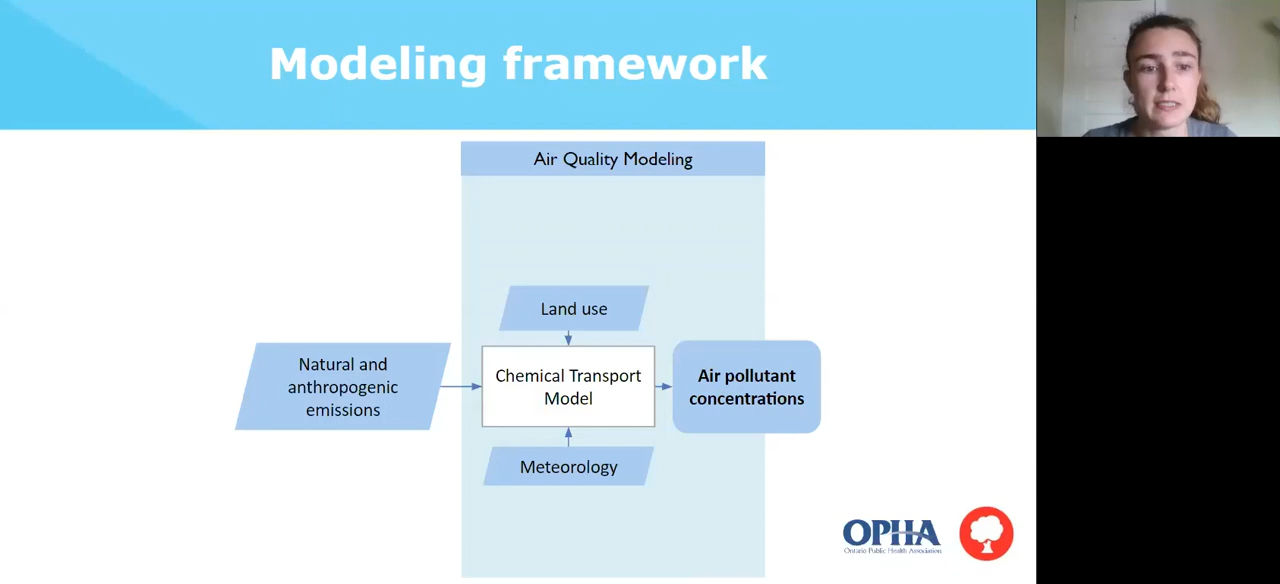 Modeling framework
Air Quality Modeling
Land use
Natural and
anthropogenic
emissions
Chemical Transport
Model
Air pollutant
concentrations
Meteorology
OPHA
Ontario Public Health Association